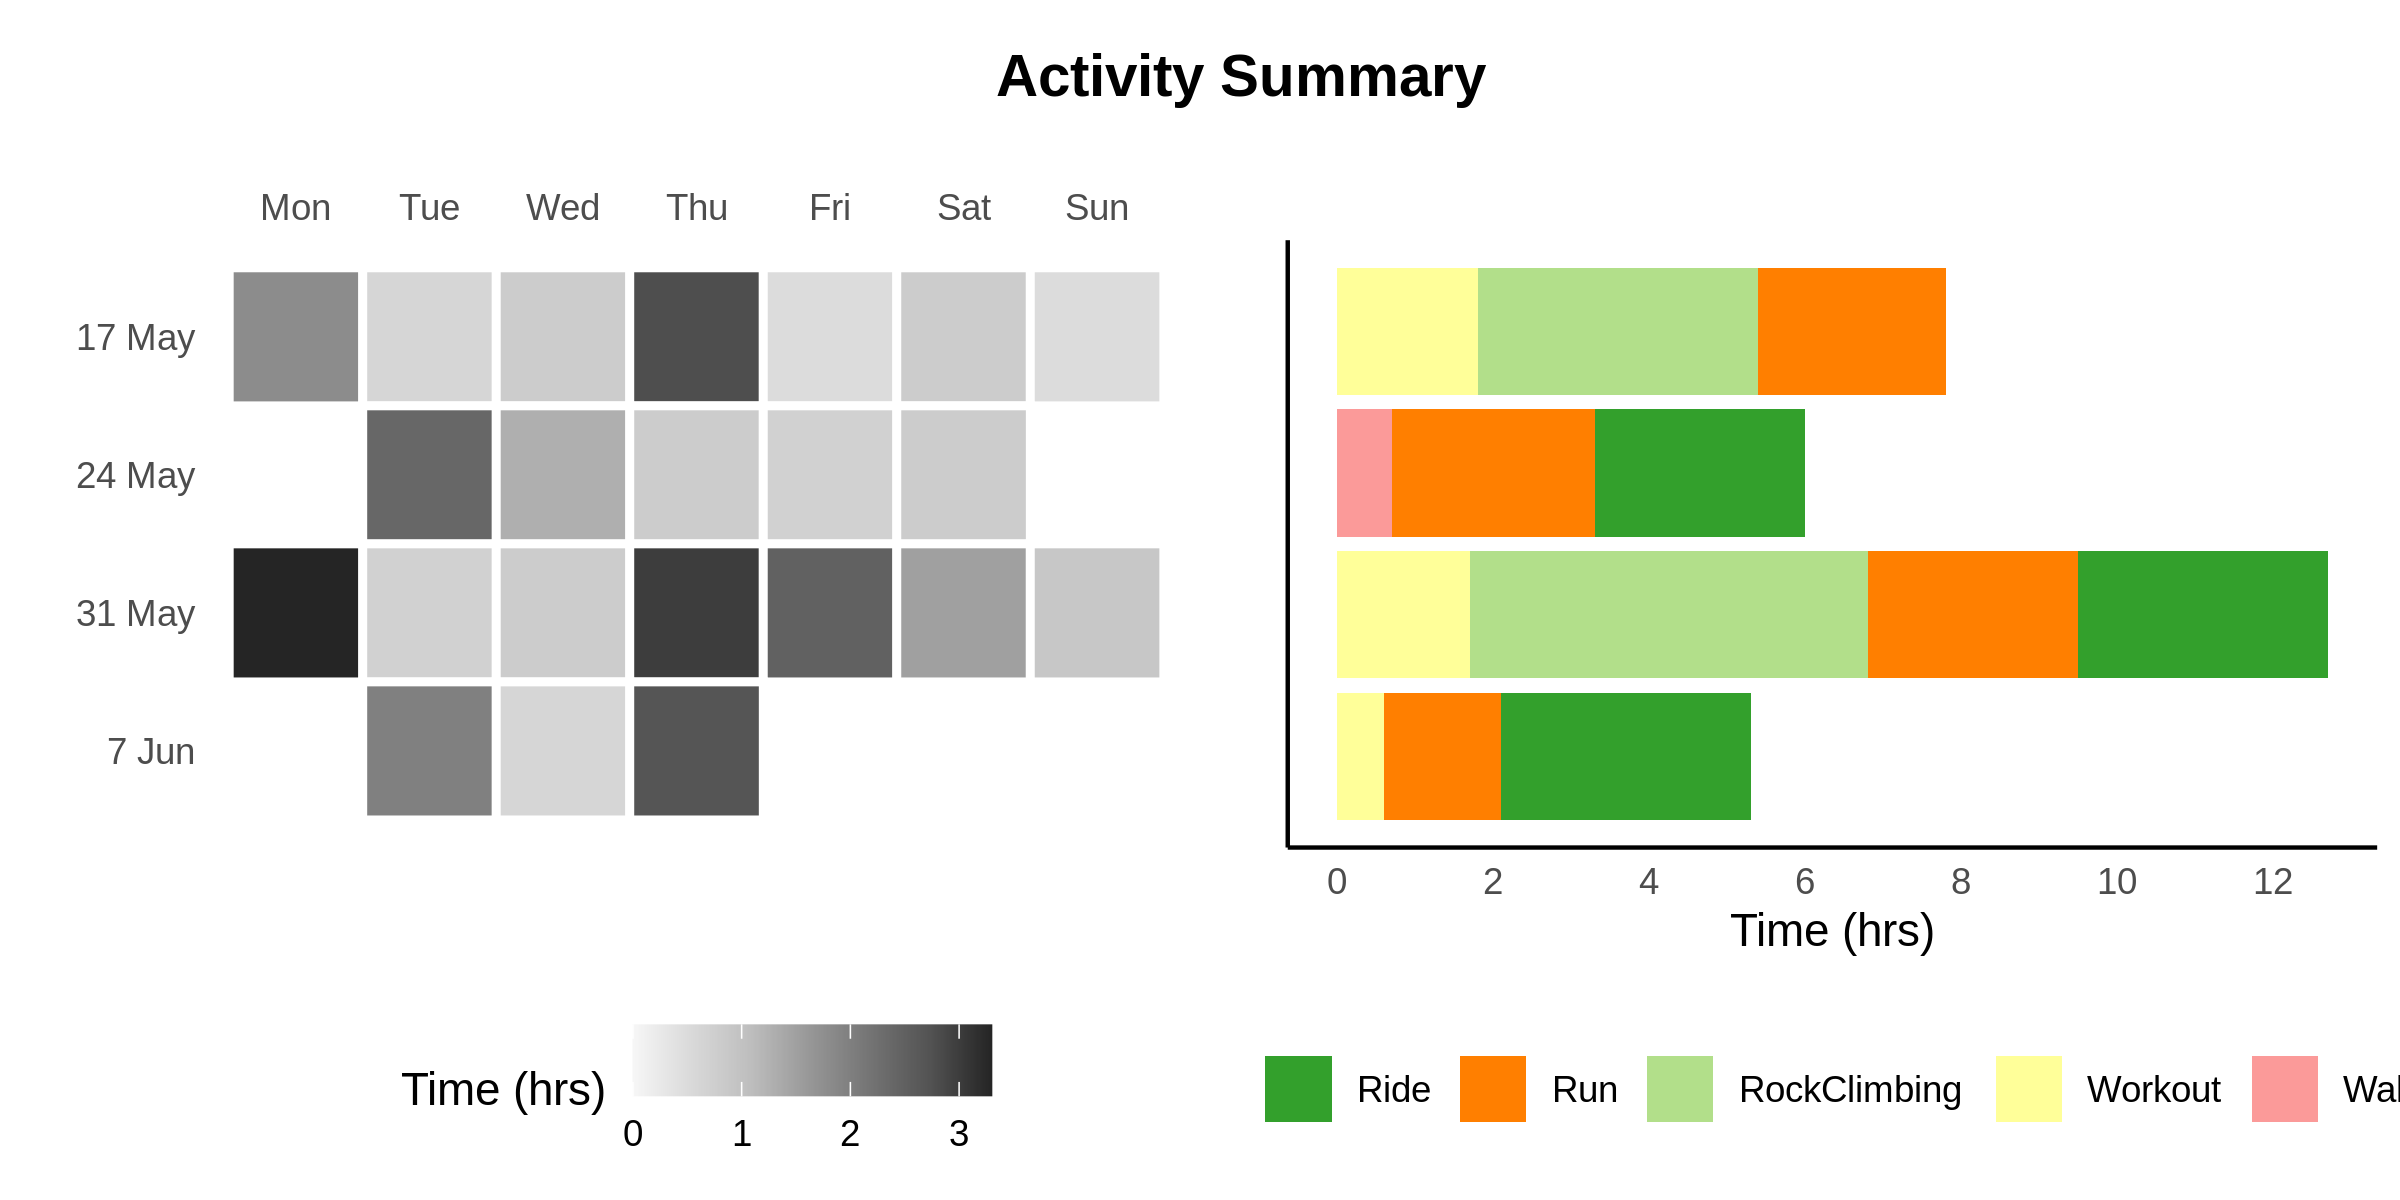 Activity Summary
Mon Tue Wed Thu Fri Sat Sun
17 May
24 May
31 May
7 Jun
0 2 4 6 8 10 12
Time (hrs)
Time (hrs)
0 1 2 3
Ride Run RockClimbing Workout